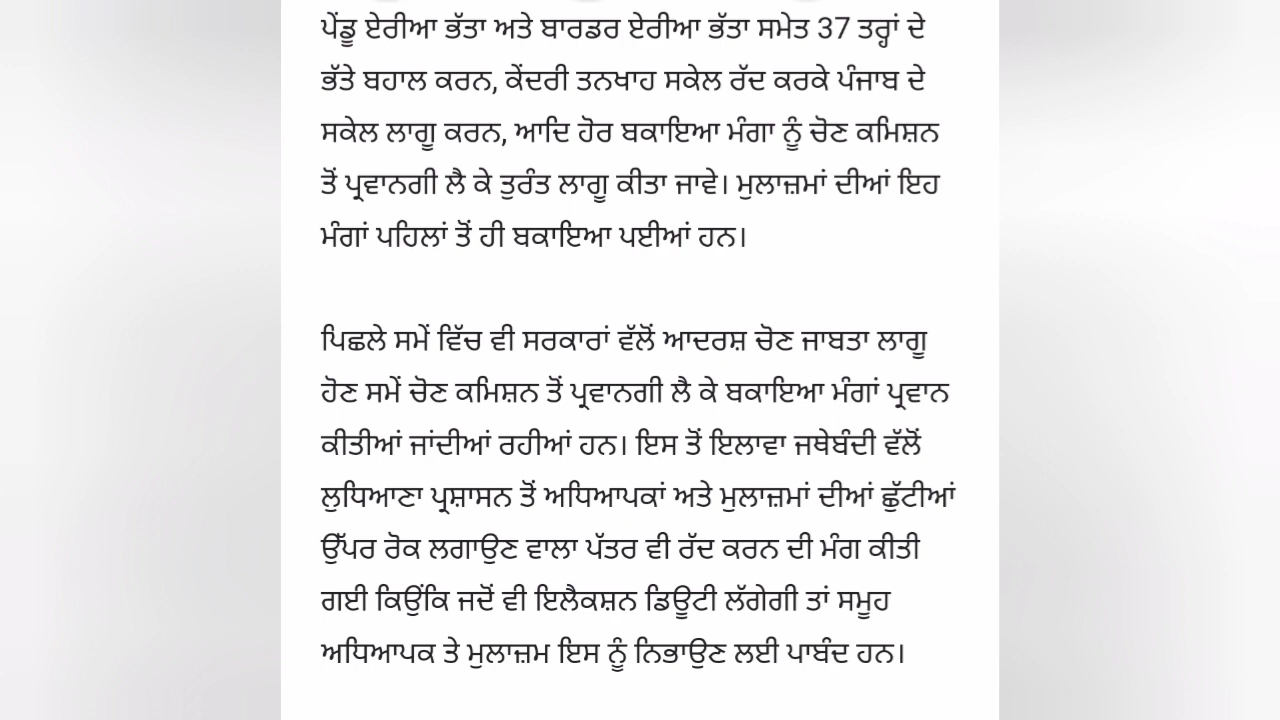 ਪੇਂਡੂ ਏਰੀਆ ਭੱਤਾ ਅਤੇ ਬਾਰਡਰ ਏਰੀਆ ਭੱਤਾ ਸਮੇਤ 37 ਤਰ੍ਹਾਂ ਦੇ
ਭੱਤੇ ਬਹਾਲ ਕਰਨ, ਕੇਂਦਰੀ ਤਨਖਾਹ ਸਕੇਲ ਰੱਦ ਕਰਕੇ ਪੰਜਾਬ ਦੇ
ਸਕੇਲ ਲਾਗੂ ਕਰਨ, ਆਦਿ ਹੋਰ ਬਕਾਇਆ ਮੰਗਾ ਨੂੰ ਚੋਣ ਕਮਿਸ਼ਨ
ਤੋਂ ਪ੍ਰਵਾਨਗੀ ਲੈ ਕੇ ਤੁਰੰਤ ਲਾਗੂ ਕੀਤਾ ਜਾਵੇ। ਮੁਲਾਜ਼ਮਾਂ ਦੀਆਂ ਇਹ
ਮੰਗਾਂ ਪਹਿਲਾਂ ਤੋਂ ਹੀ ਬਕਾਇਆ ਪਈਆਂ ਹਨ।
ਪਿਛਲੇ ਸਮੇਂ ਵਿੱਚ ਵੀ ਸਰਕਾਰਾਂ ਵੱਲੋਂ ਆਦਰਸ਼ ਚੋਣ ਜਾਬਤਾ ਲਾਗੂ
ਹੋਣ ਸਮੇਂ ਚੋਣ ਕਮਿਸ਼ਨ ਤੋਂ ਪ੍ਰਵਾਨਗੀ ਲੈ ਕੇ ਬਕਾਇਆ ਮੰਗਾਂ ਪ੍ਰਵਾਨ
ਕੀਤੀਆਂ ਜਾਂਦੀਆਂ ਰਹੀਆਂ ਹਨ। ਇਸ ਤੋਂ ਇਲਾਵਾ ਜਥੇਬੰਦੀ ਵੱਲੋਂ
ਲੁਧਿਆਣਾ ਪ੍ਰਸ਼ਾਸਨ ਤੋਂ ਅਧਿਆਪਕਾਂ ਅਤੇ ਮੁਲਾਜ਼ਮਾਂ ਦੀਆਂ ਛੁੱਟੀਆਂ
ਉੱਪਰ ਰੋਕ ਲਗਾਉਣ ਵਾਲਾ ਪੱਤਰ ਵੀ ਰੱਦ ਕਰਨ ਦੀ ਮੰਗ ਕੀਤੀ
ਗਈ ਕਿਉਂਕਿ ਜਦੋਂ ਵੀ ਇਲੈਕਸ਼ਨ ਡਿਊਟੀ ਲੱਗੇਗੀ ਤਾਂ ਸਮੂਹ
ਅਧਿਆਪਕ ਤੇ ਮੁਲਾਜ਼ਮ ਇਸ ਨੂੰ ਨਿਭਾਉਣ ਲਈ ਪਾਬੰਦ ਹਨ।